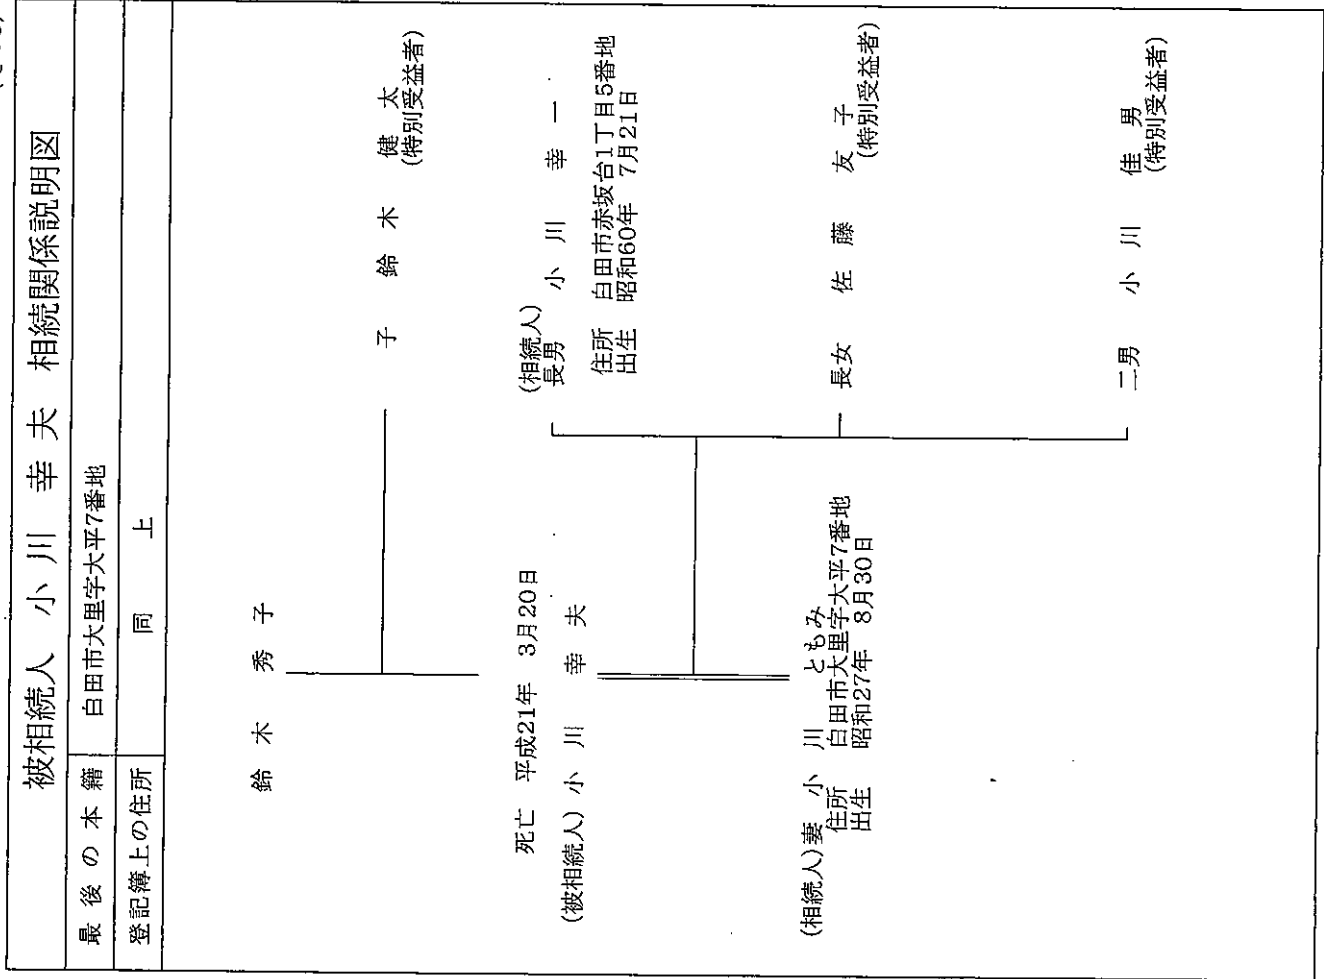 被相続人 小川 幸夫 相続関係説明図
最後の本籍 白田市大里字大平7番地
登記簿上の住所 同上
鈴木 秀子
子 鈴木 健太
(特別受益者)
死亡 平成21年 3月20日
(被相続人) 小川 幸夫
(相続人)
長男 小川 幸一
住所 白田市赤坂台1丁目5番地
出生 昭和60年 7月21日
(相続人)妻 小川 ともみ
住所 白田市大里字大平7番地
出生 昭和27年 8月30日
長女 佐藤 友子
(特別受益者)
二男 小川 佳男
(特別受益者)